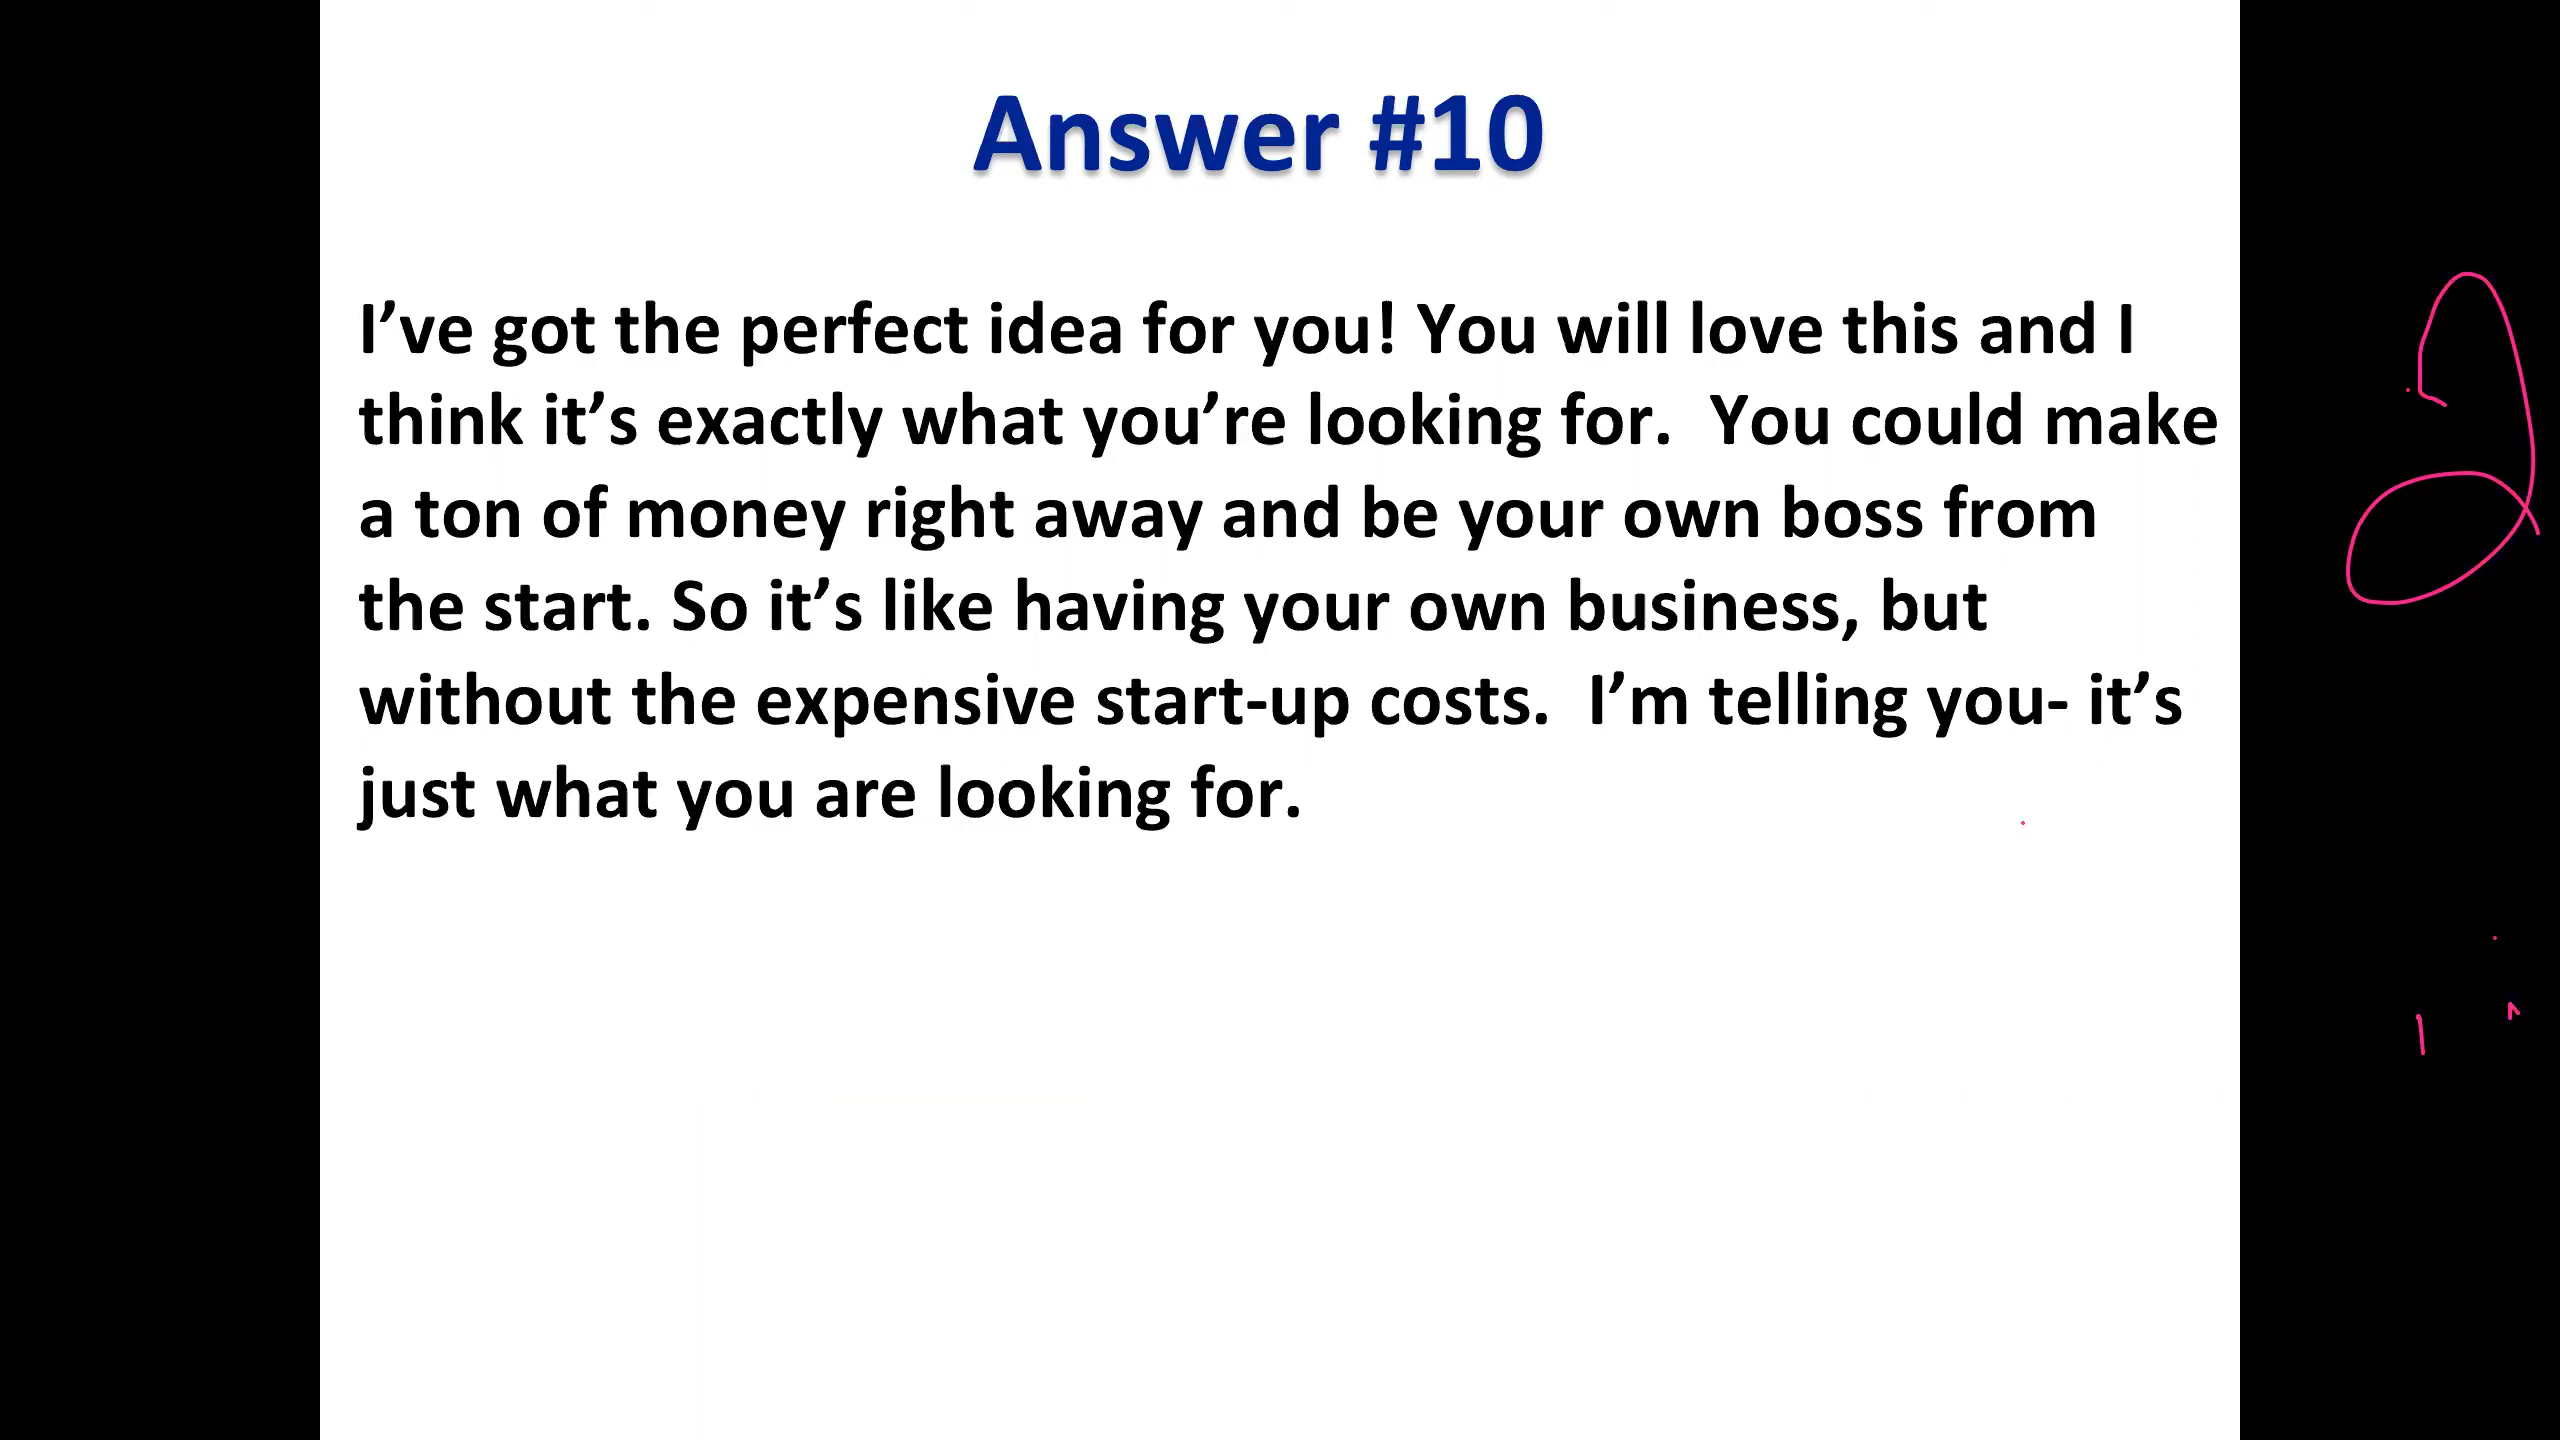 Answer #10
I’ve got the perfect idea for you! You will love this and I
think it’s exactly what you’re looking for.  You could make
a ton of money right away and be your own boss from
the start. So it’s like having your own business, but
without the expensive start-up costs.  I’m telling you- it’s
just what you are looking for.
2